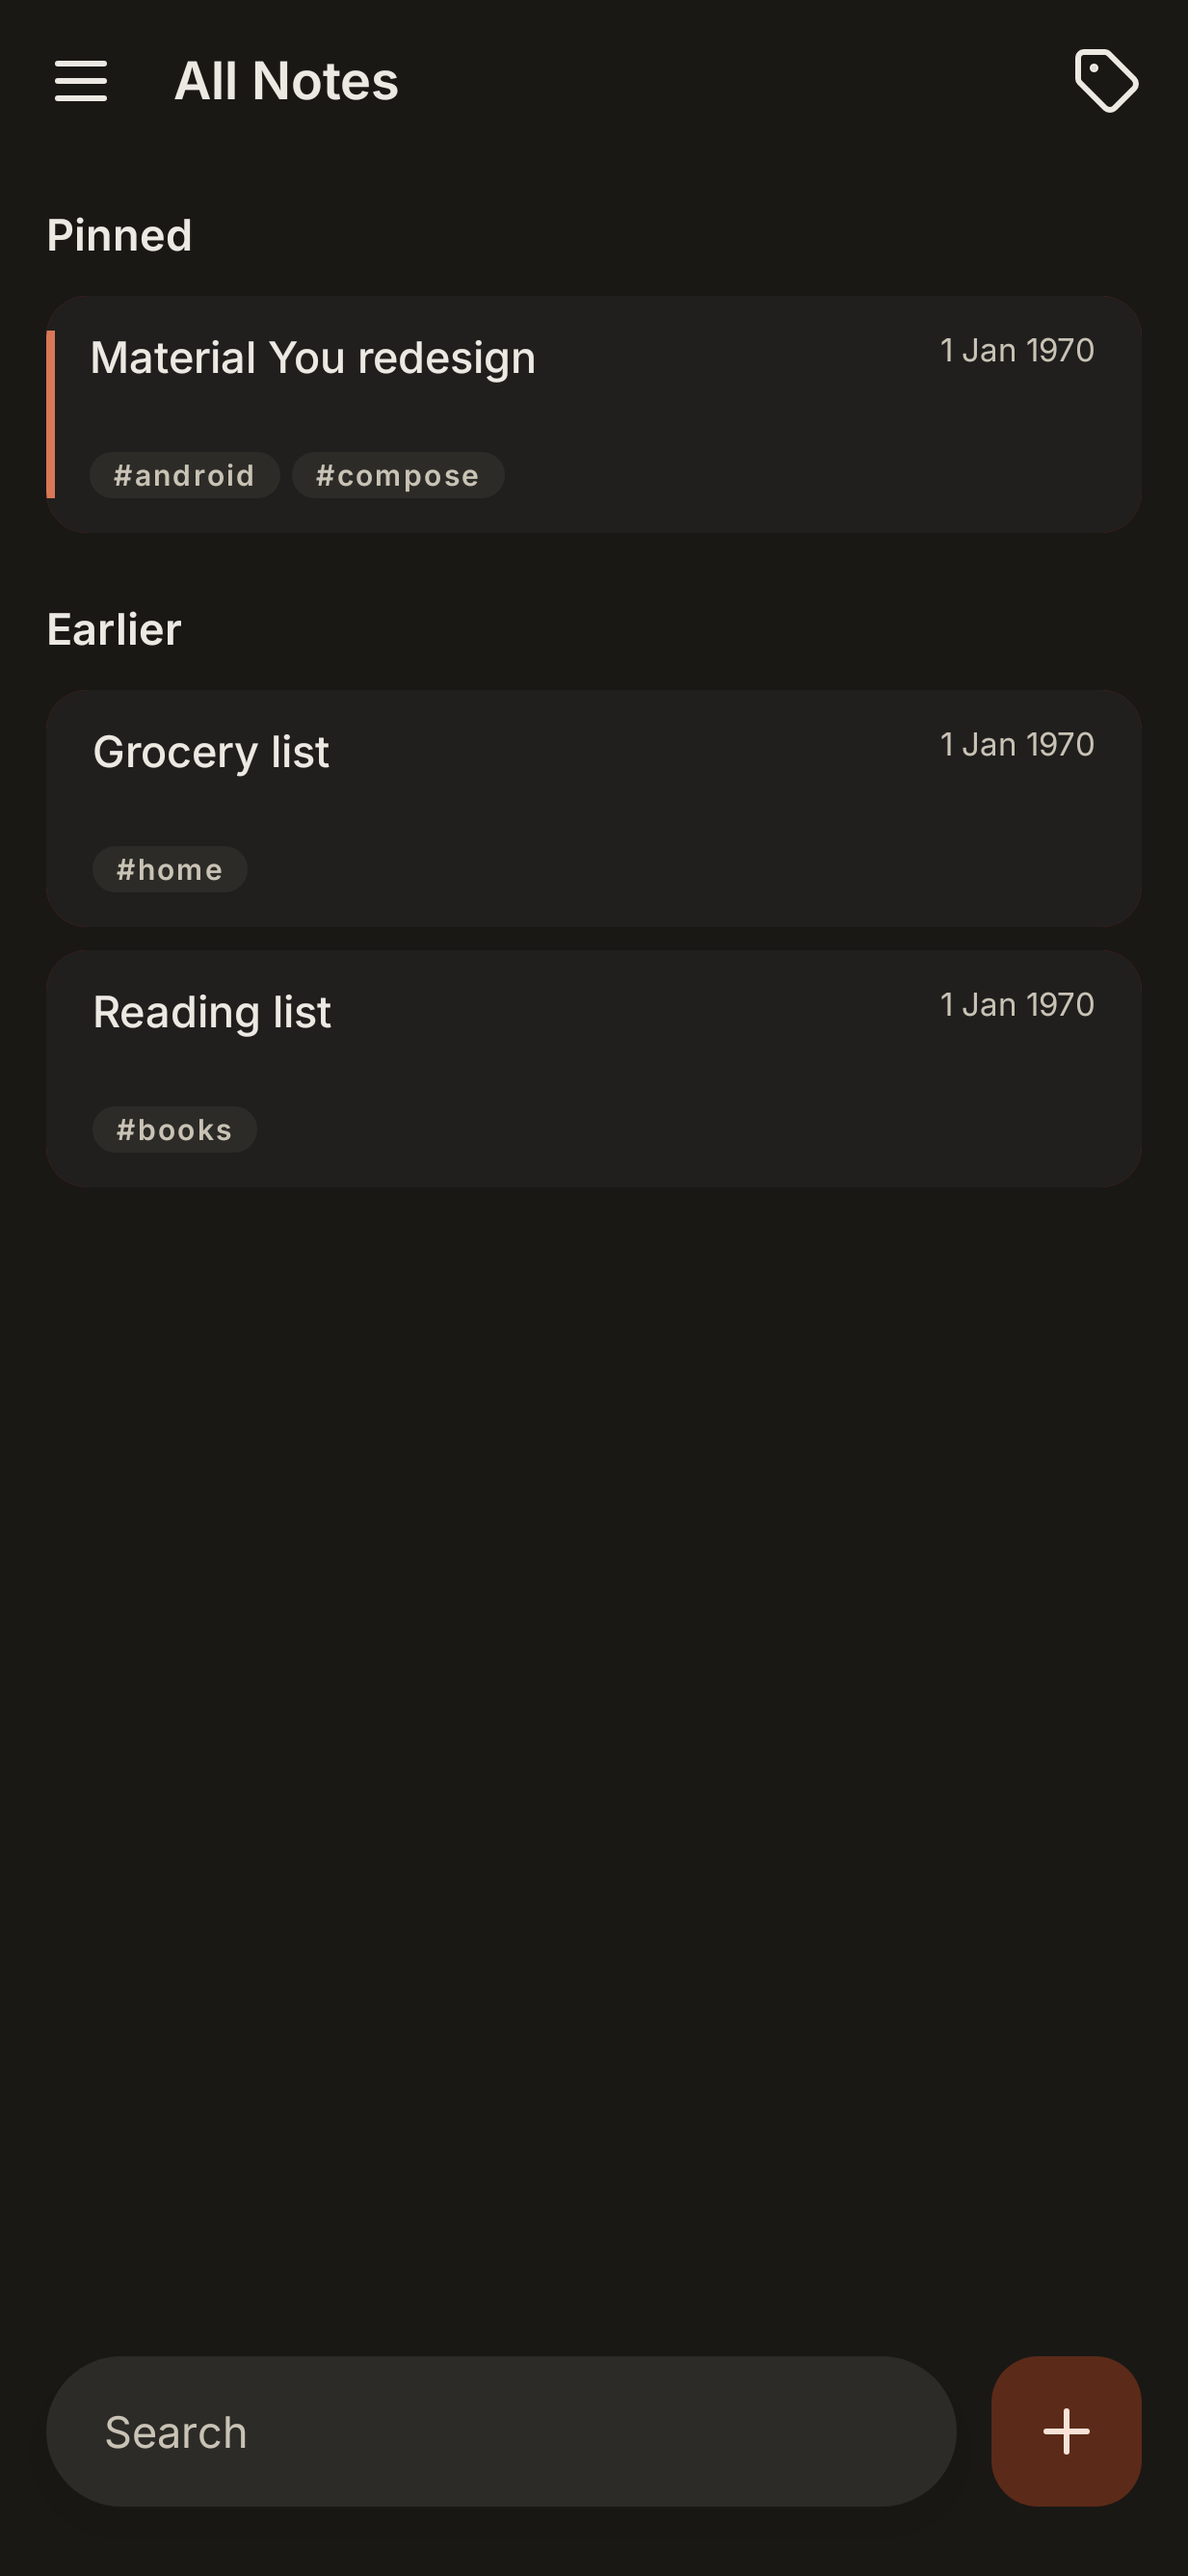 All Notes
Pinned
Material You redesign
1 Jan 1970
#android #compose
Earlier
Grocery list
1 Jan 1970
#home
Reading list
1 Jan 1970
#books
Search